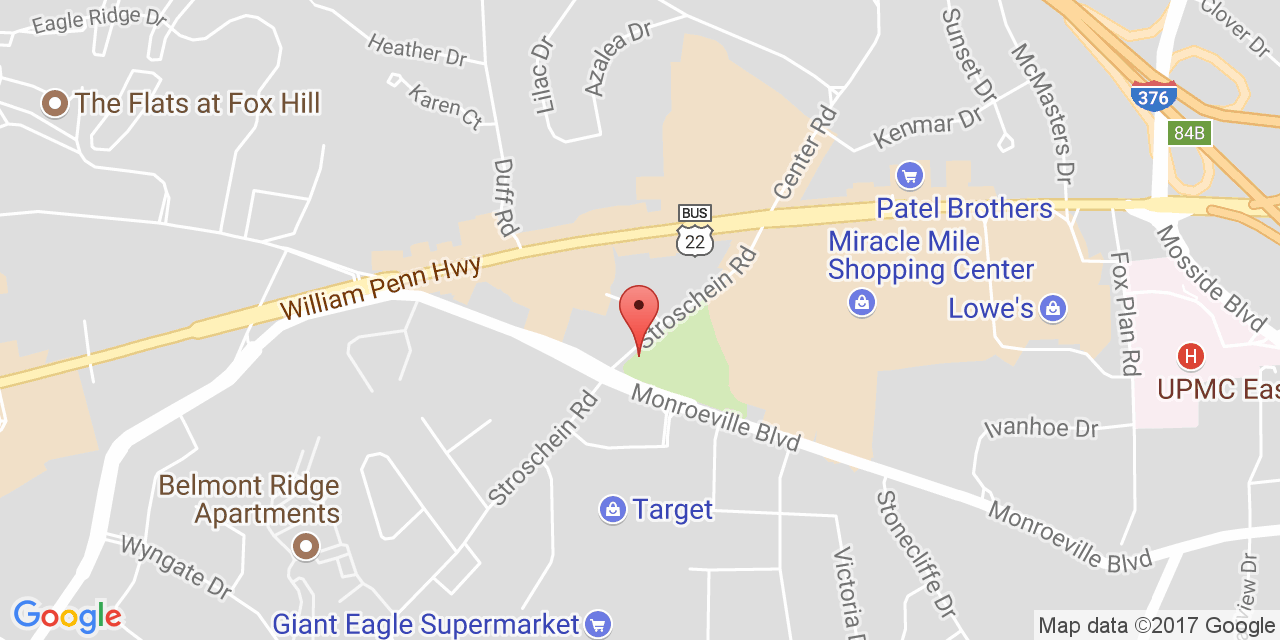 Eagle Ridge Dr
Heather Dr
Lilac Dr
Azalea Dr
Sunset Dr
McMasters Dr
Clover Dr
The Flats at Fox Hill
Karen Ct
376
84B
Kenmar Dr
Center Rd
Duff Rd
Patel Brothers
BUS
22
Miracle Mile
Shopping Center
William Penn Hwy
Stroschein Rd
Lowe's
Fox Plan Rd
Mosside Blvd
H
UPMC Eas
Monroeville Blvd
Ivanhoe Dr
Stroschein Rd
Belmont Ridge
Apartments
Target
Stonecliffe Dr
Monroeville Blvd
Wyngate Dr
Victoria D
view Dr
Google
Giant Eagle Supermarket
Map data ©2017 Google